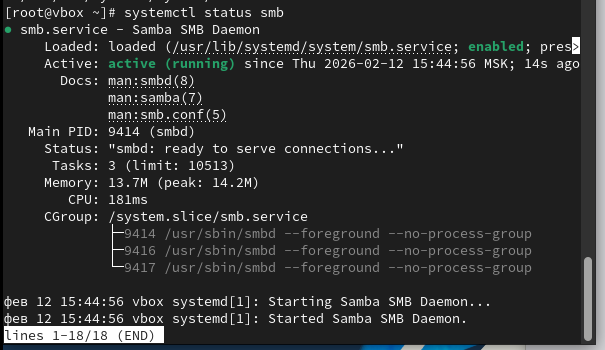 [root@vbox ~]# systemctl status smb
● smb.service - Samba SMB Daemon
     Loaded: loaded (/usr/lib/systemd/system/smb.service; enabled; pres>
     Active: active (running) since Thu 2026-02-12 15:44:56 MSK; 14s ago
       Docs: man:smbd(8)
             man:samba(7)
             man:smb.conf(5)
   Main PID: 9414 (smbd)
     Status: "smbd: ready to serve connections..."
      Tasks: 3 (limit: 10513)
     Memory: 13.7M (peak: 14.2M)
        CPU: 181ms
     CGroup: /system.slice/smb.service
             ├─9414 /usr/sbin/smbd --foreground --no-process-group
             ├─9416 /usr/sbin/smbd --foreground --no-process-group
             └─9417 /usr/sbin/smbd --foreground --no-process-group

фев 12 15:44:56 vbox systemd[1]: Starting Samba SMB Daemon...
фев 12 15:44:56 vbox systemd[1]: Started Samba SMB Daemon.
lines 1-18/18 (END)